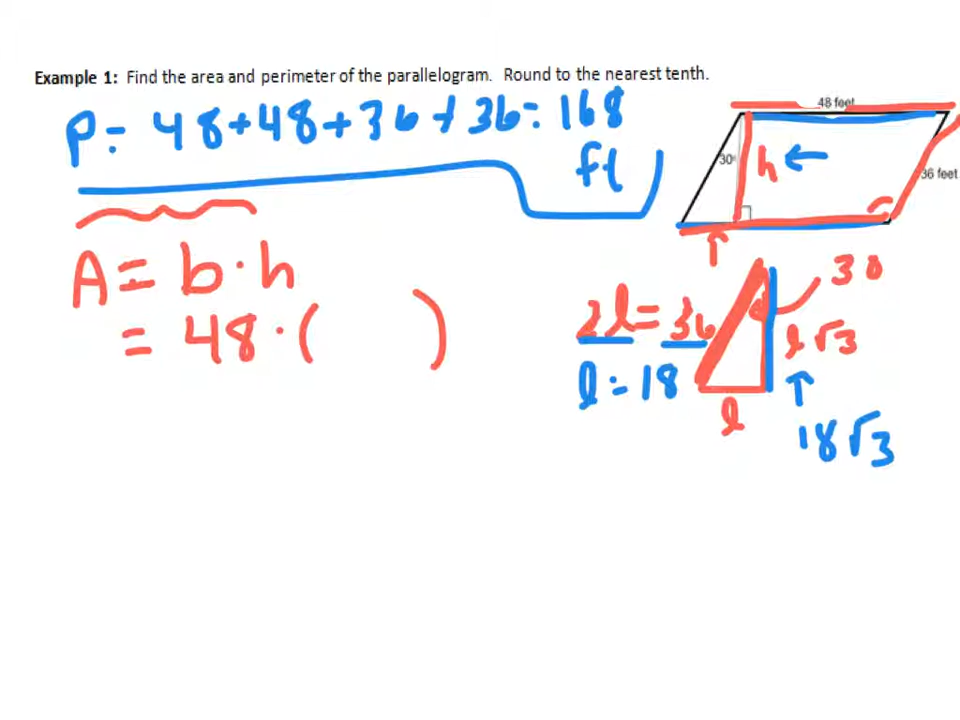 Example 1: Find the area and perimeter of the parallelogram. Round to the nearest tenth.
P = 48+48+36+36 = 168
ft
48 feet
30°
h ←
36 feet
A = b·h
= 48·( )
2l = 36
l = 18
30
l√3
l
18√3